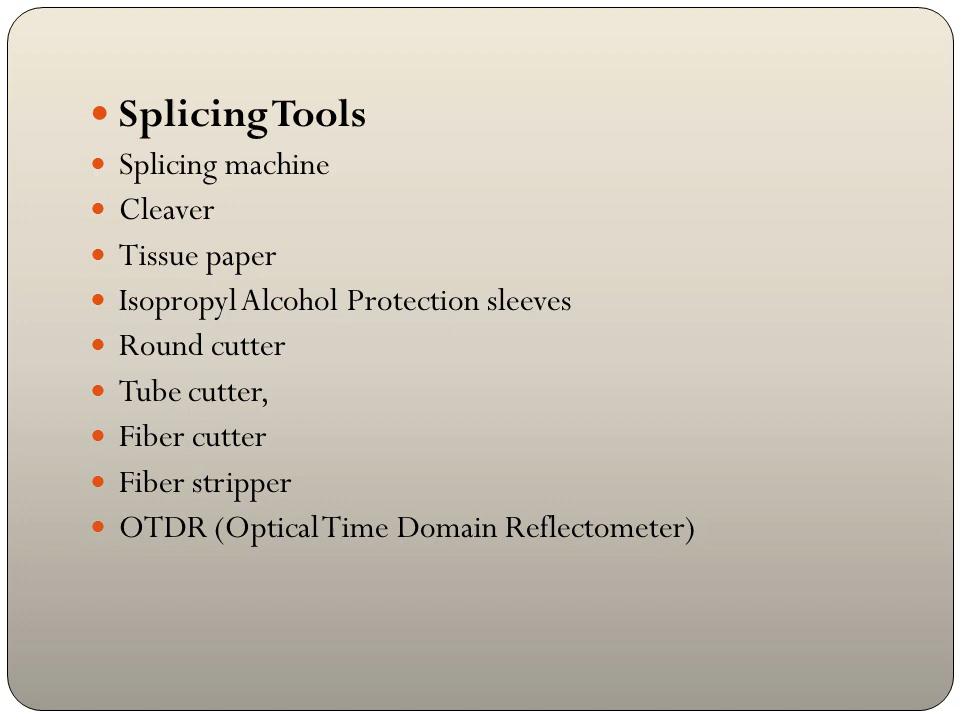 • Splicing Tools
• Splicing machine
• Cleaver
• Tissue paper
• Isopropyl Alcohol Protection sleeves
• Round cutter
• Tube cutter,
• Fiber cutter
• Fiber stripper
• OTDR (Optical Time Domain Reflectometer)